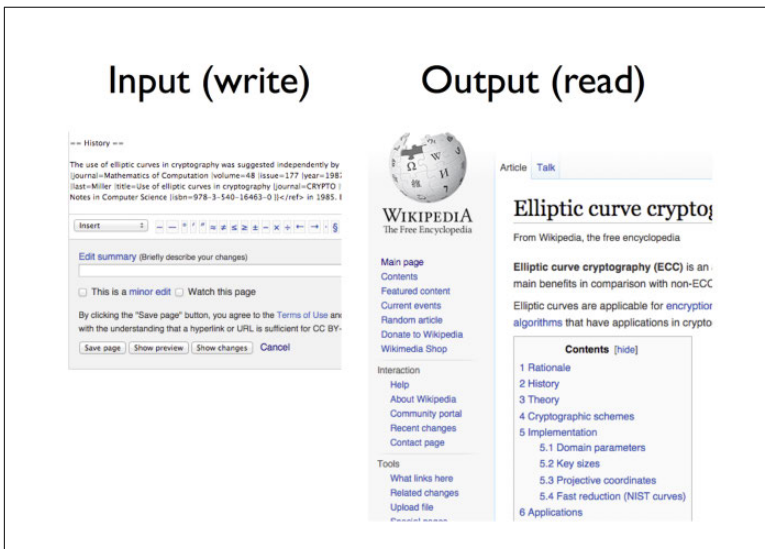 Input (write)
Output (read)
== History ==
The use of elliptic curves in cryptography was suggested independently by
|journal=Mathematics of Computation |volume=48 |issue=177 |year=1987
|last=Miller |title=Use of elliptic curves in cryptography |journal=CRYPTO |
Notes in Computer Science |isbn=978-3-540-16463-0 }}</ref> in 1985. E
Insert – — ° ′ ″ ≈ ≠ ≤ ≥ ± − × ÷ ← → · §
Edit summary (Briefly describe your changes)
This is a minor edit Watch this page
By clicking the "Save page" button, you agree to the Terms of Use and
with the understanding that a hyperlink or URL is sufficient for CC BY-
Save page Show preview Show changes Cancel
Ω W И 維
WIKIPEDIA
The Free Encyclopedia
Main page
Contents
Featured content
Current events
Random article
Donate to Wikipedia
Wikimedia Shop
Interaction
Help
About Wikipedia
Community portal
Recent changes
Contact page
Tools
What links here
Related changes
Upload file
Special pages
Article Talk
Elliptic curve cryptog
From Wikipedia, the free encyclopedia
Elliptic curve cryptography (ECC) is an
main benefits in comparison with non-ECC
Elliptic curves are applicable for encryption
algorithms that have applications in crypto
Contents [hide]
1 Rationale
2 History
3 Theory
4 Cryptographic schemes
5 Implementation
5.1 Domain parameters
5.2 Key sizes
5.3 Projective coordinates
5.4 Fast reduction (NIST curves)
6 Applications